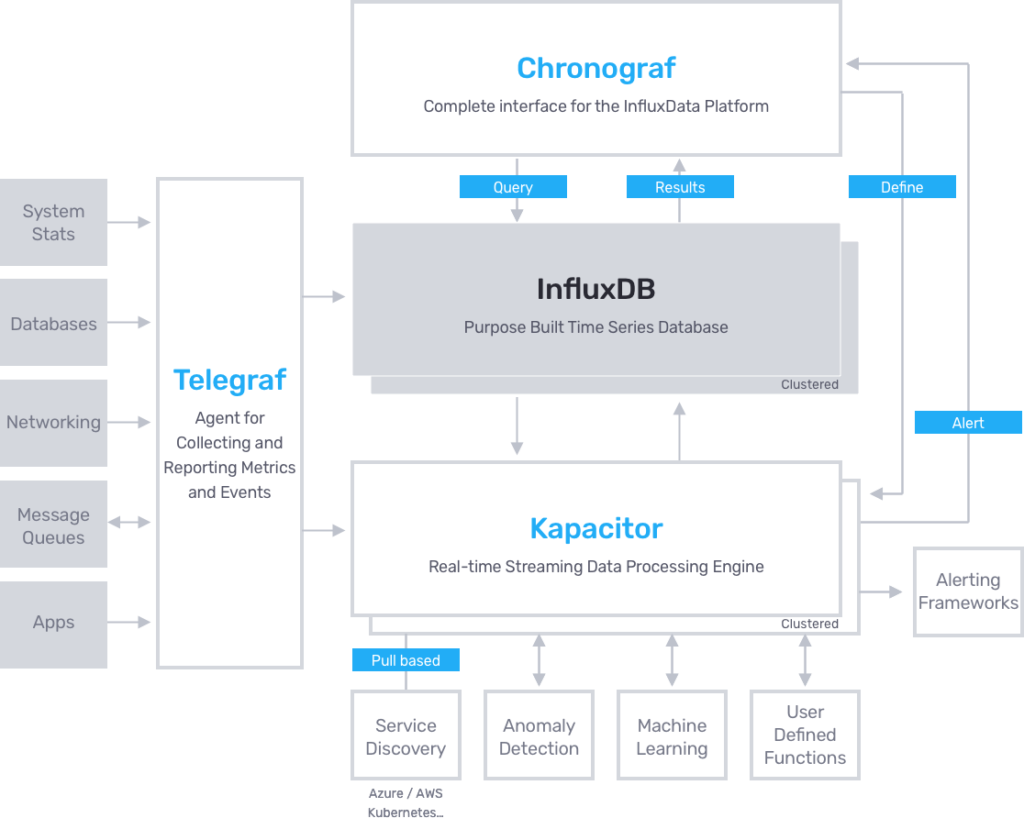 Chronograf
Complete interface for the InfluxData Platform
Query
Results
Define
System
Stats
Databases
Networking
Message
Queues
Apps
Telegraf
Agent for
Collecting and
Reporting Metrics
and Events
InfluxDB
Purpose Built Time Series Database
Clustered
Alert
Kapacitor
Real-time Streaming Data Processing Engine
Clustered
Alerting
Frameworks
Pull based
Service
Discovery
Azure / AWS
Kubernetes...
Anomaly
Detection
Machine
Learning
User
Defined
Functions